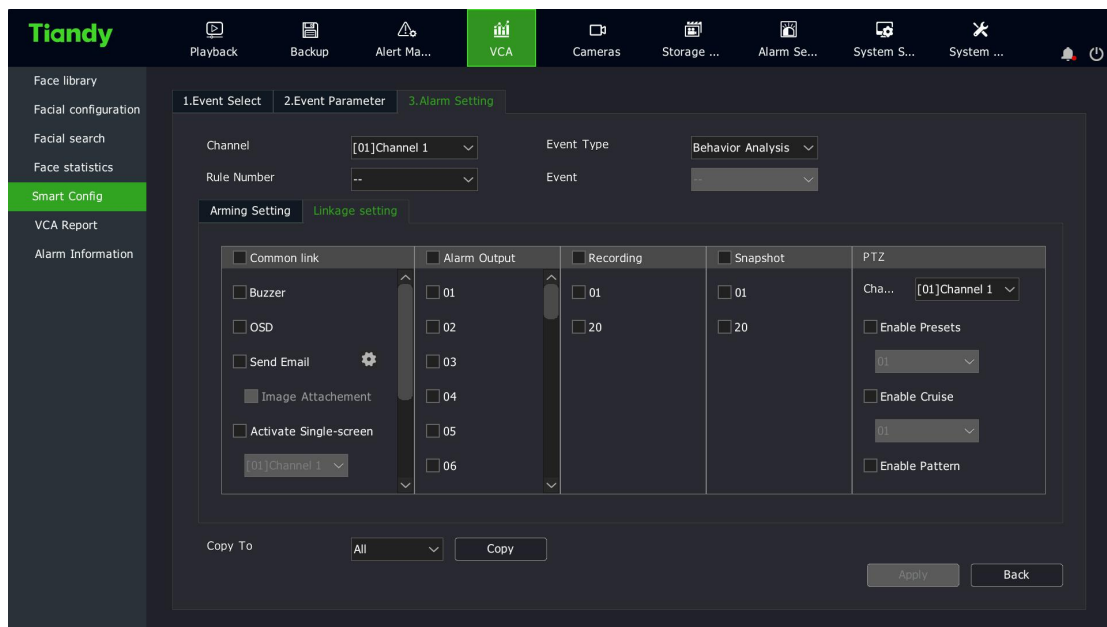 Tiandy
Playback Backup Alert Ma... VCA Cameras Storage ... Alarm Se... System S... System ...
Face library
Facial configuration
Facial search
Face statistics
Smart Config
VCA Report
Alarm Information
1.Event Select 2.Event Parameter 3.Alarm Setting
Channel [01]Channel 1 Event Type Behavior Analysis
Rule Number -- Event --
Arming Setting Linkage setting
Common link Alarm Output Recording Snapshot PTZ
Buzzer 01 01 01 Cha... [01]Channel 1
OSD 02 20 20 Enable Presets
Send Email 03 01
Image Attachement 04 Enable Cruise
Activate Single-screen 05 01
[01]Channel 1 06 Enable Pattern
Copy To All Copy
Apply Back